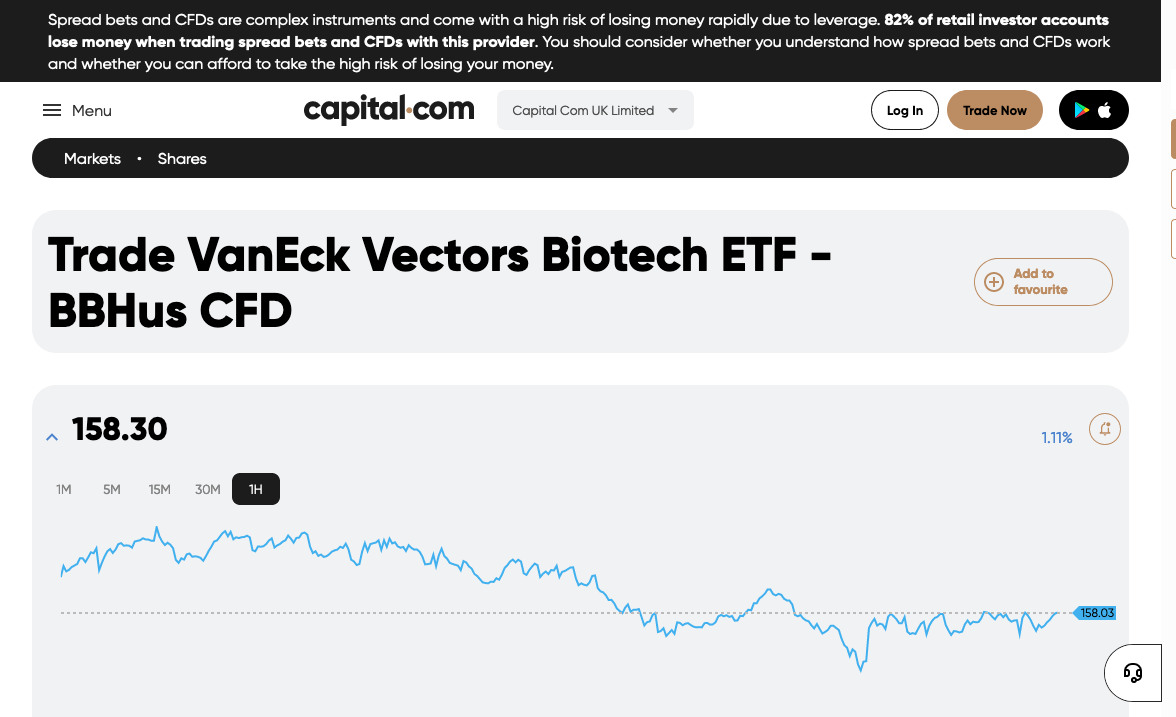 Spread bets and CFDs are complex instruments and come with a high risk of losing money rapidly due to leverage. 82% of retail investor accounts
lose money when trading spread bets and CFDs with this provider. You should consider whether you understand how spread bets and CFDs work
and whether you can afford to take the high risk of losing your money.
Menu
capital.com
Capital Com UK Limited
Log In
Trade Now
Markets • Shares
Trade VanEck Vectors Biotech ETF -
BBHus CFD
Add to
favourite
158.30
1.11%
1M 5M 15M 30M 1H
158.03